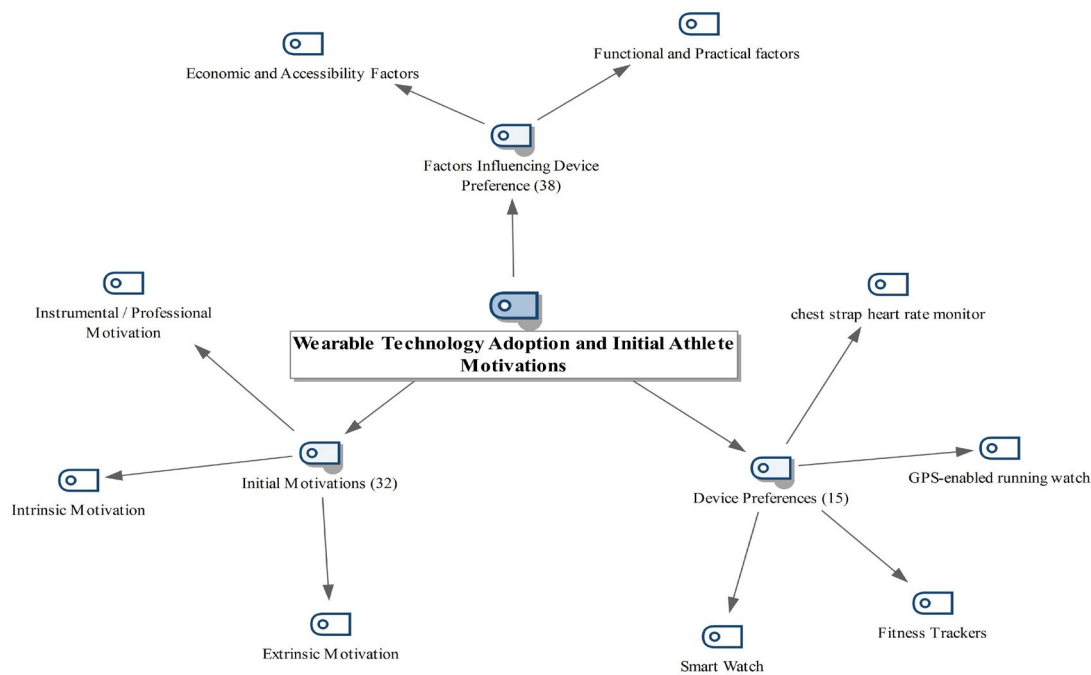 Functional and Practical factors
Economic and Accessibility Factors
Factors Influencing Device
Preference (38)
Instrumental / Professional
Motivation
chest strap heart rate monitor
Wearable Technology Adoption and Initial Athlete
Motivations
Initial Motivations (32)
Intrinsic Motivation
Extrinsic Motivation
Device Preferences (15)
GPS-enabled running watch
Fitness Trackers
Smart Watch